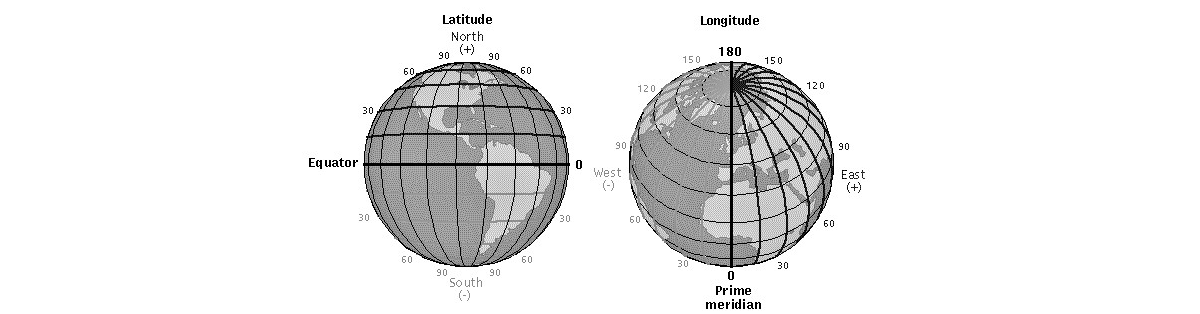 Latitude
North
(+)
90 90
60 60
30 30
Equator 0
30 30
60 60
90 90
South
(-)
Longitude
180
150 150
120 120
90 90
West
(-)
East
(+)
60 60
30 30
0
Prime
meridian